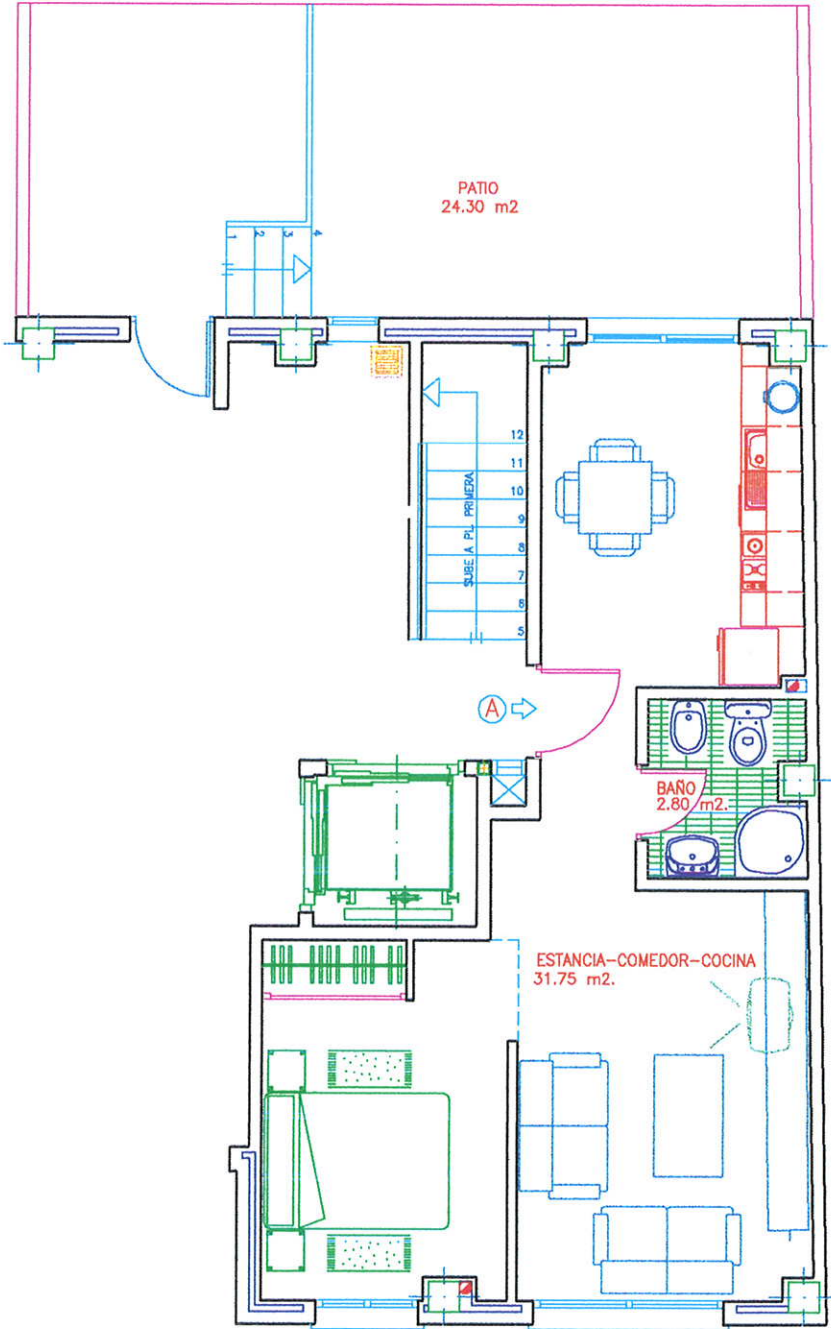 PATIO
24.30 m2
1
2
3
4
12
11
10
9
8
7
6
5
SUBE A PL. PRIMERA
A
BAÑO
2.80 m2.
ESTANCIA-COMEDOR-COCINA
31.75 m2.